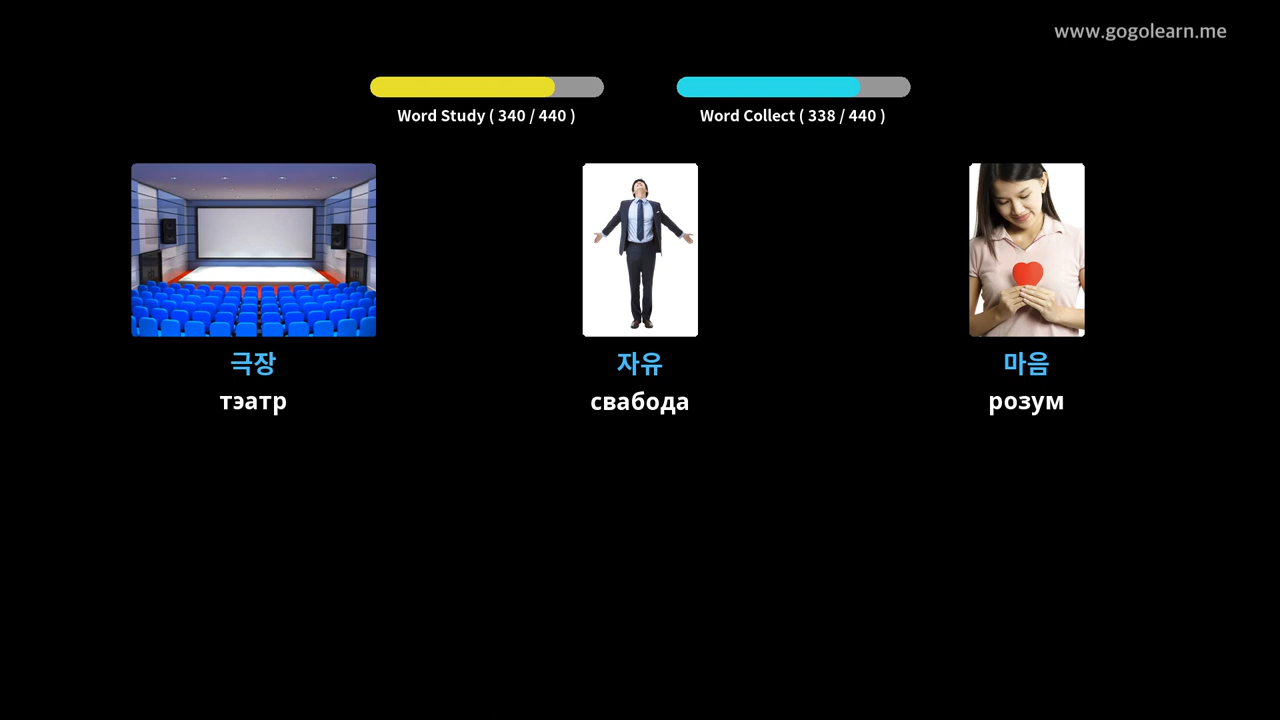 www.gogolearn.me
Word Study ( 340 / 440 )
Word Collect ( 338 / 440 )
극장
자유
마음
тэатр
свабода
розум